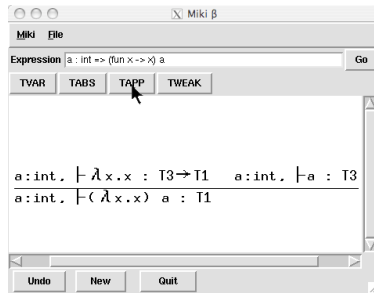 Miki β
Miki File
Expression a : int => (fun x -> x) a Go
TVAR TABS TAPP TWEAK
a:int, ⊢ λx.x : T3→T1 a:int, ⊢a : T3
a:int, ⊢(λx.x) a : T1
Undo New Quit